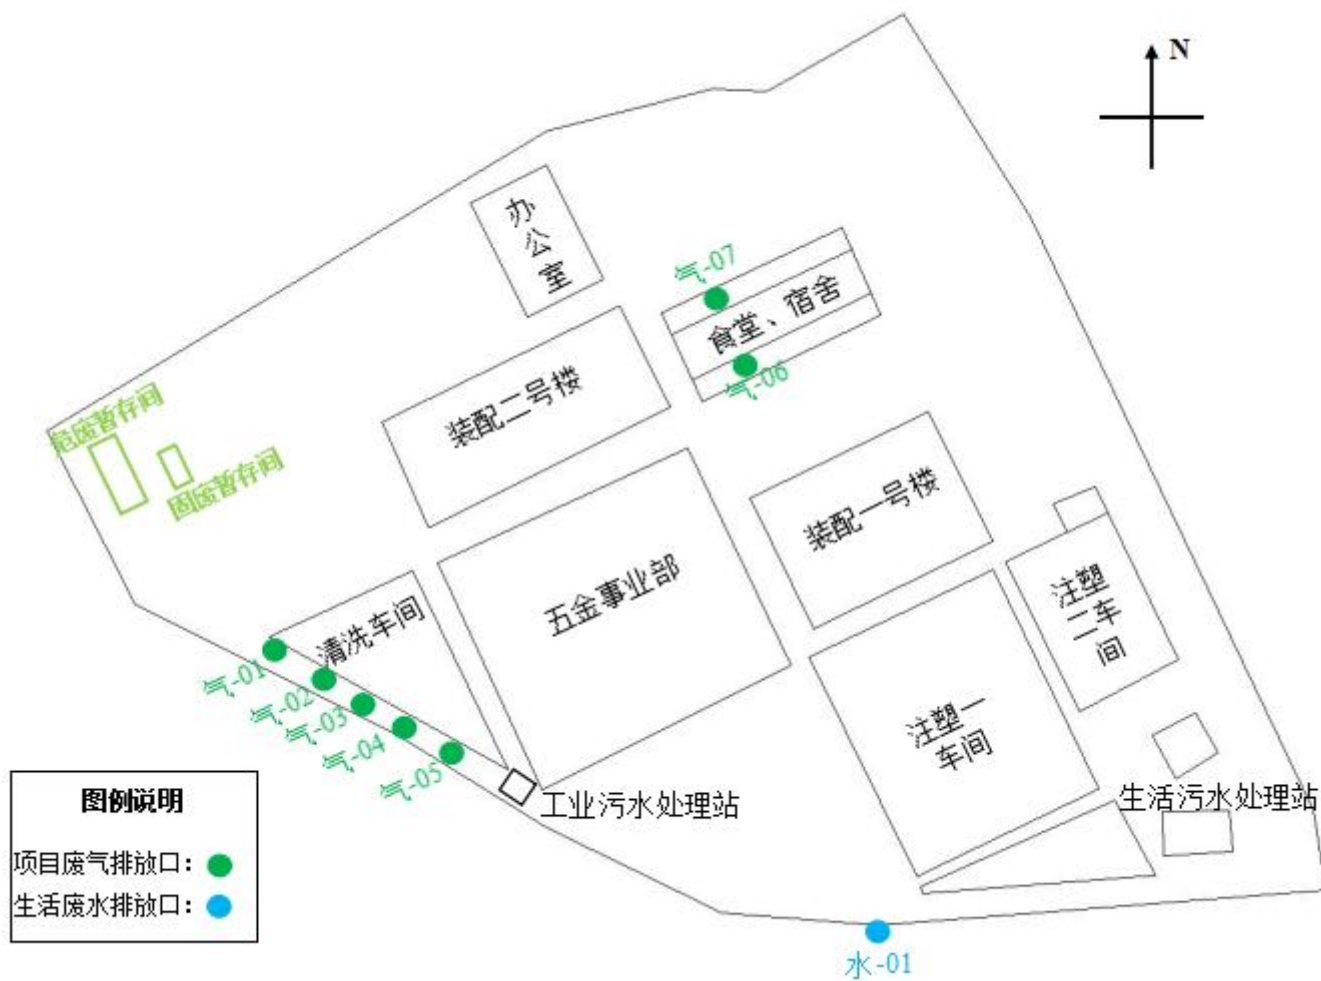 N
办公室
气-07
食堂、宿舍
气-06
装配二号楼
危废暂存间
固废暂存间
装配一号楼
五金事业部
注塑二车间
清洗车间
气-01
气-02
气-03
气-04
气-05
注塑一
车间
工业污水处理站
生活污水处理站
图例说明
项目废气排放口：
生活废水排放口：
水-01